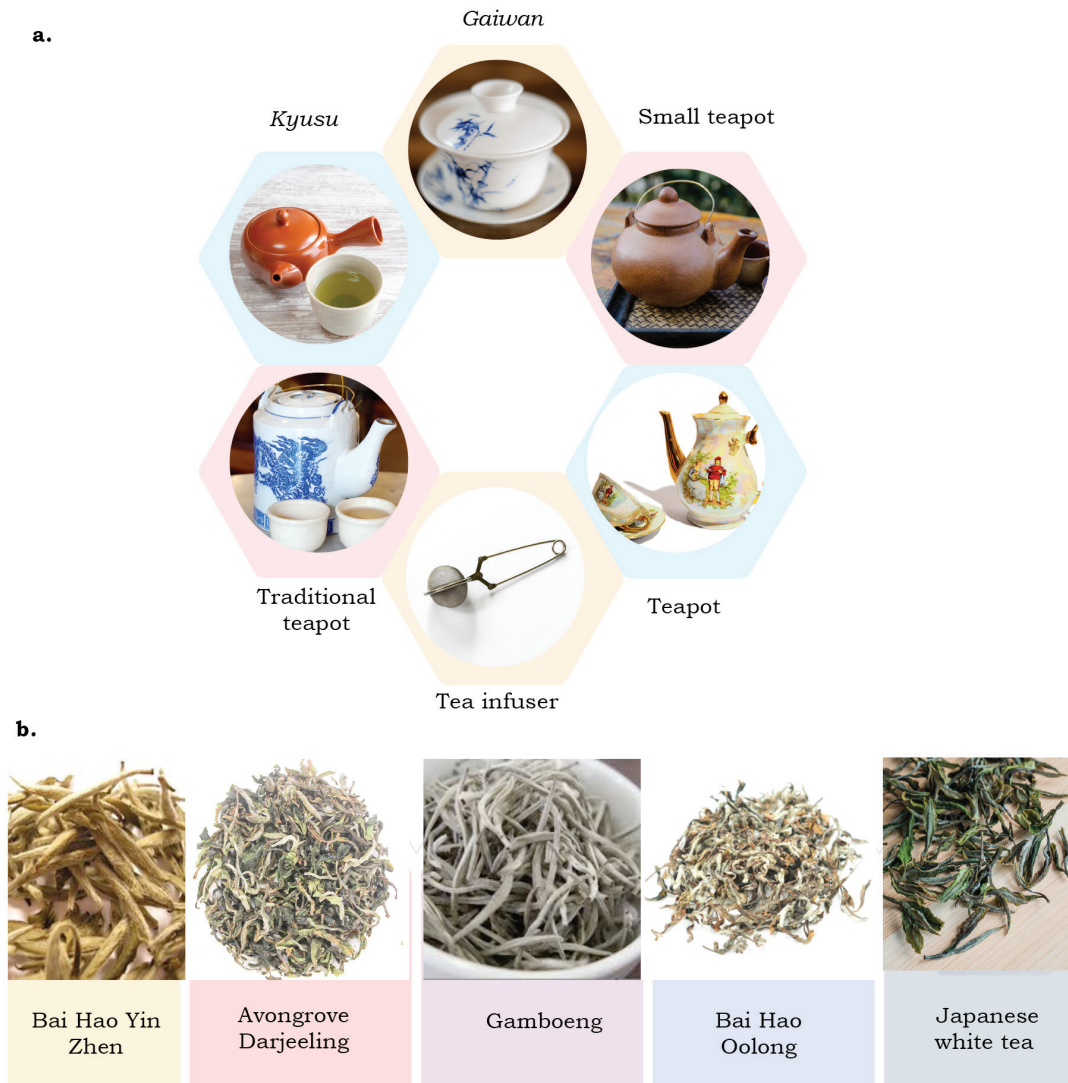 a.
Gaiwan
Kyusu
Small teapot
Traditional
teapot
Teapot
Tea infuser
b.
Bai Hao Yin
Zhen
Avongrove
Darjeeling
Gamboeng
Bai Hao
Oolong
Japanese
white tea